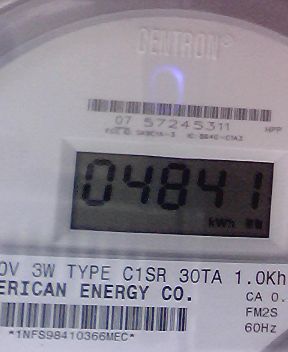 CENTRON®
07 57245311
HPP
04841
kWh
0V 3W TYPE C1SR 30TA 1.0Kh
ERICAN ENERGY CO.
CA 0.
FM2S
60Hz
*1NFS98410366MEC*